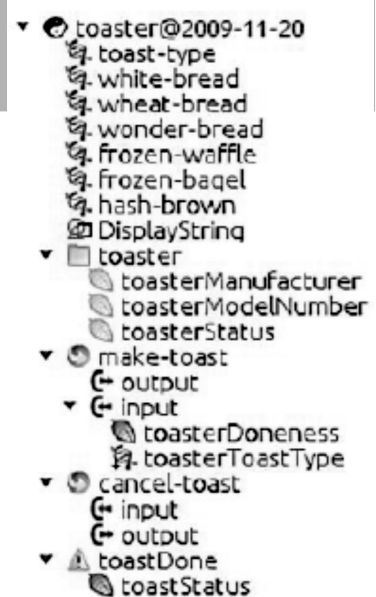 toaster@2009-11-20
toast-type
white-bread
wheat-bread
wonder-bread
frozen-waffle
frozen-bagel
hash-brown
DisplayString
toaster
toasterManufacturer
toasterModelNumber
toasterStatus
make-toast
output
input
toasterDoneness
toasterToastType
cancel-toast
input
output
toastDone
toastStatus